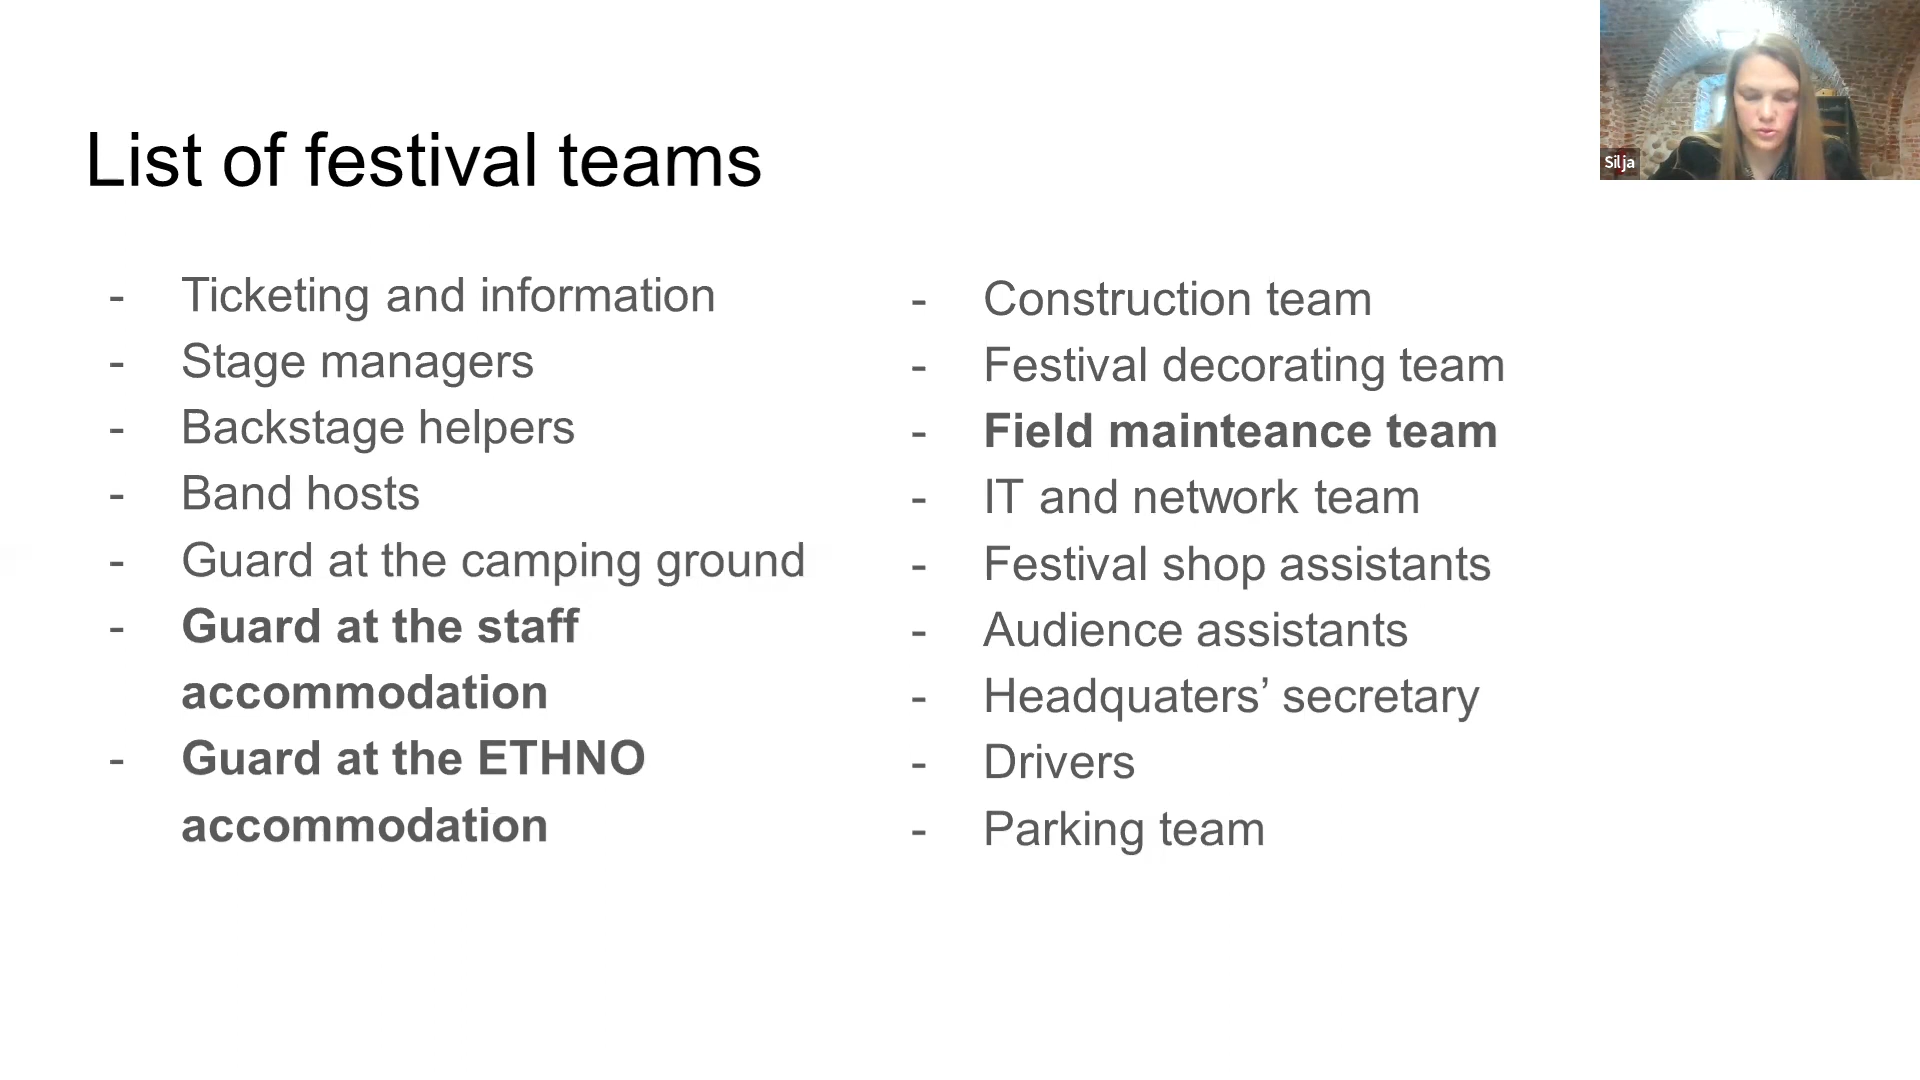 List of festival teams
- Ticketing and information
- Stage managers
- Backstage helpers
- Band hosts
- Guard at the camping ground
- Guard at the staff
accommodation
- Guard at the ETHNO
accommodation
- Construction team
- Festival decorating team
- Field mainteance team
- IT and network team
- Festival shop assistants
- Audience assistants
- Headquaters’ secretary
- Drivers
- Parking team
Silja